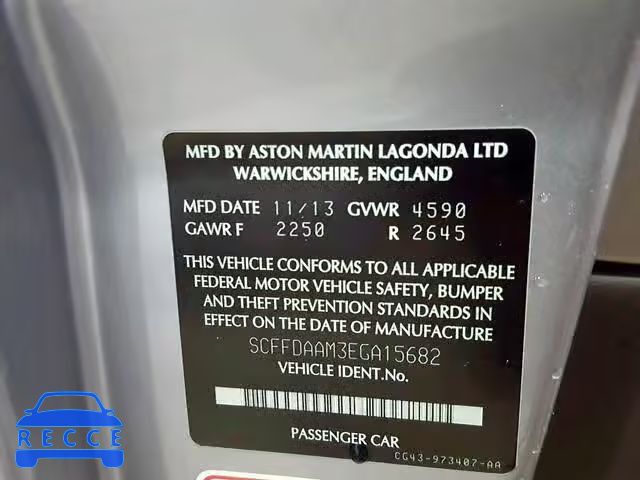 MFD BY ASTON MARTIN LAGONDA LTD
WARWICKSHIRE, ENGLAND
MFD DATE 11/13 GVWR 4590
GAWR F 2250 R 2645
THIS VEHICLE CONFORMS TO ALL APPLICABLE
FEDERAL MOTOR VEHICLE SAFETY, BUMPER
AND THEFT PREVENTION STANDARDS IN
EFFECT ON THE DATE OF MANUFACTURE
SCFFDAAM3EGA15682
VEHICLE IDENT.No.
PASSENGER CAR
CG43-973407-AA
RECCE